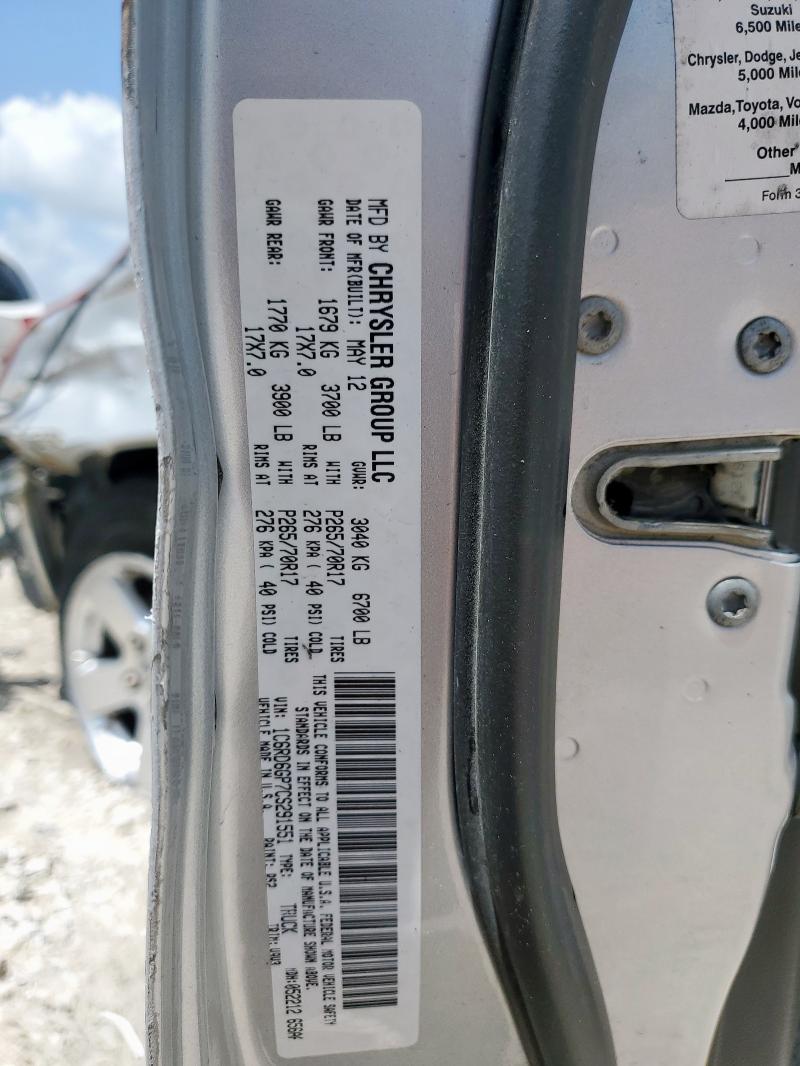 MFD BY CHRYSLER GROUP LLC
DATE OF MFR(BUILT): MAY 12 GVWR: 3040 KG 6700 LB
GAWR FRONT: 1679 KG 3700 LB WITH P265/70R17 TIRES
17X7.0 RIMS AT 276 KPA ( 40 PSI) COLD
GAWR REAR: 1770 KG 3900 LB WITH P265/70R17 TIRES
17X7.0 RIMS AT 276 KPA ( 40 PSI) COLD
THIS VEHICLE CONFORMS TO ALL APPLICABLE U.S.A. FEDERAL MOTOR VEHICLE SAFETY
STANDARDS IN EFFECT ON THE DATE OF MANUFACTURE SHOWN ABOVE.
VIN: 1C6RD6GP7CS291551 TYPE: TRUCK MDH:052212
VEHICLE MADE IN U.S.A. PAINT: TRIM:
Suzuki
6,500 Mile
Chrysler, Dodge, Je
5,000 Mile
Mazda,Toyota, Vo
4,000 Mile
Other
M
Form 3